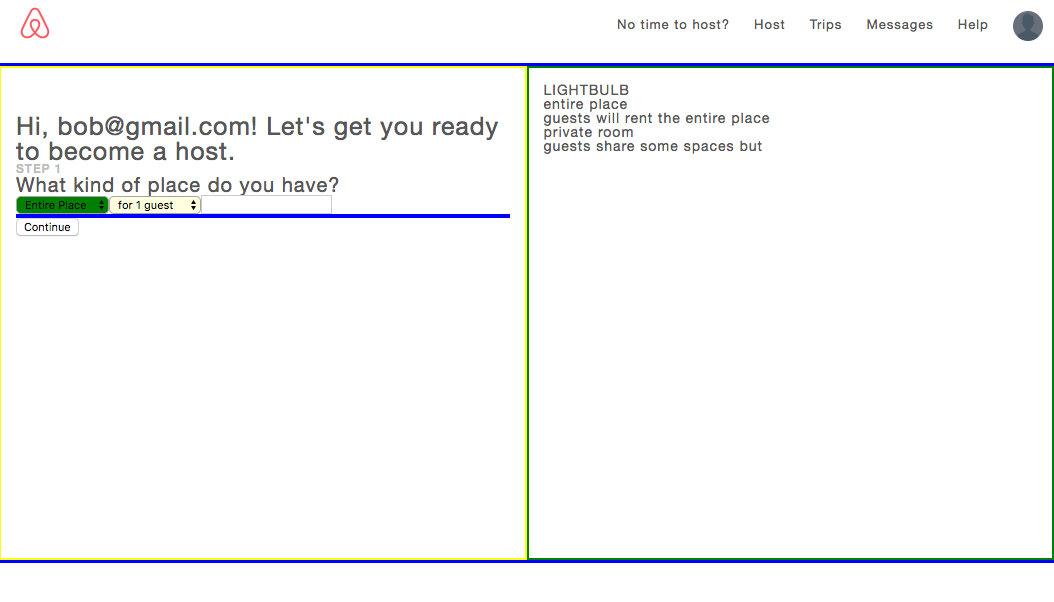 No time to host? Host Trips Messages Help
Hi, bob@gmail.com! Let's get you ready
to become a host.
STEP 1
What kind of place do you have?
Entire Place for 1 guest
Continue
LIGHTBULB
entire place
guests will rent the entire place
private room
guests share some spaces but